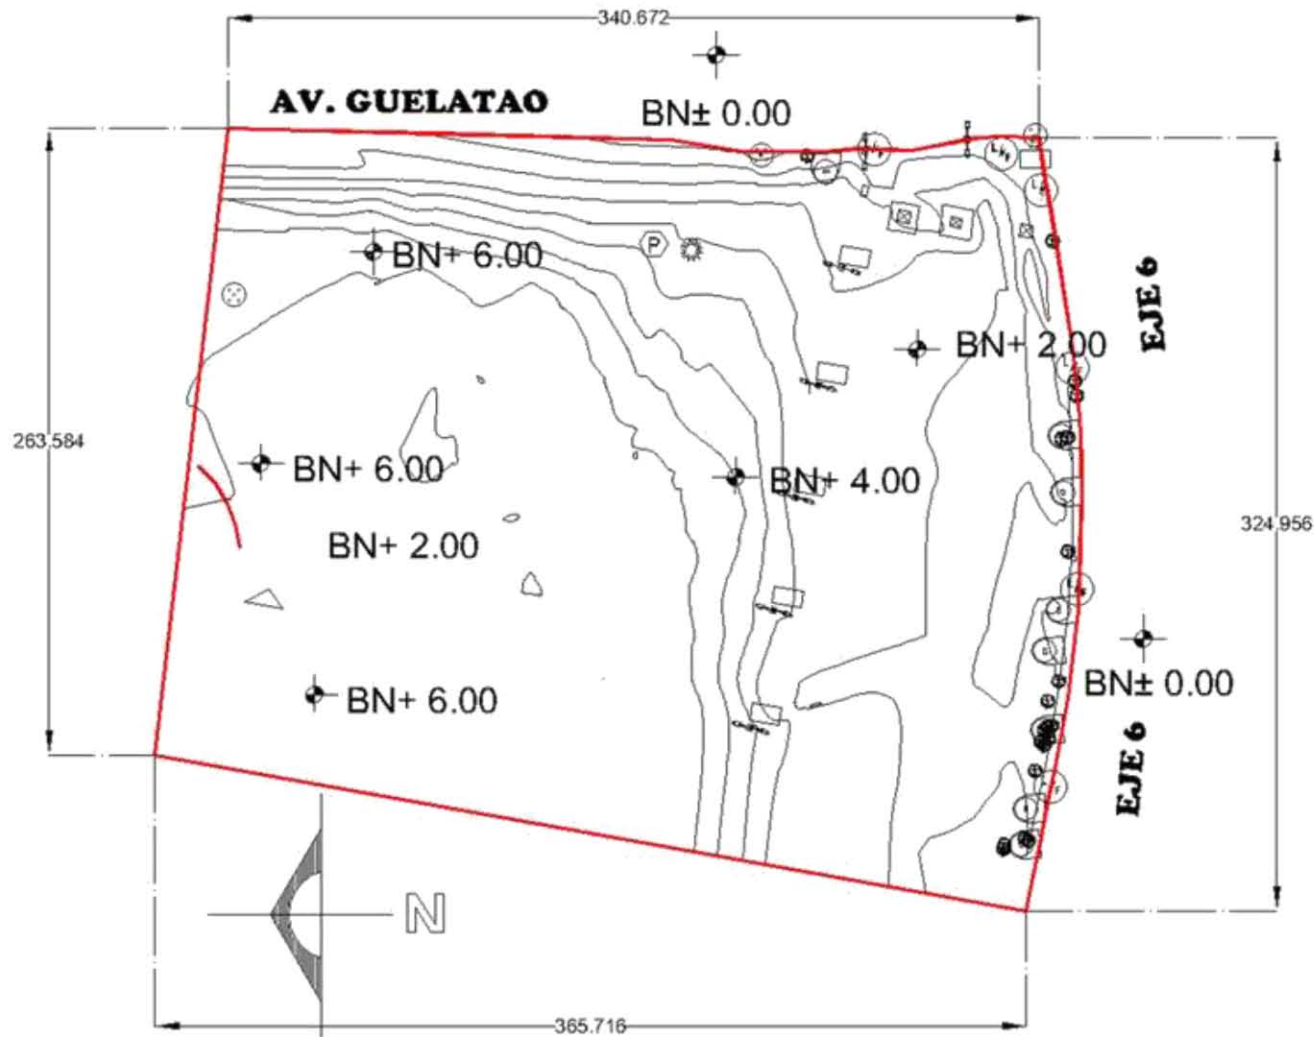 340.672
AV. GUELATAO
BN± 0.00
P
BN+ 6.00
EJE 6
BN+ 2.00
263.584
BN+ 6.00
BN+ 4.00
324.956
BN+ 2.00
BN± 0.00
BN+ 6.00
EJE 6
N
365.716